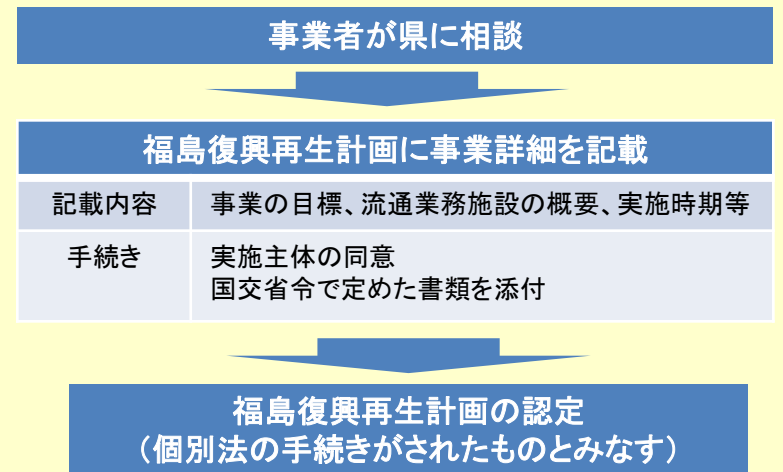 事業者が県に相談
福島復興再生計画に事業詳細を記載
記載内容 事業の目標、流通業務施設の概要、実施時期等
手続き 実施主体の同意
国交省令で定めた書類を添付
福島復興再生計画の認定
（個別法の手続きがされたものとみなす）